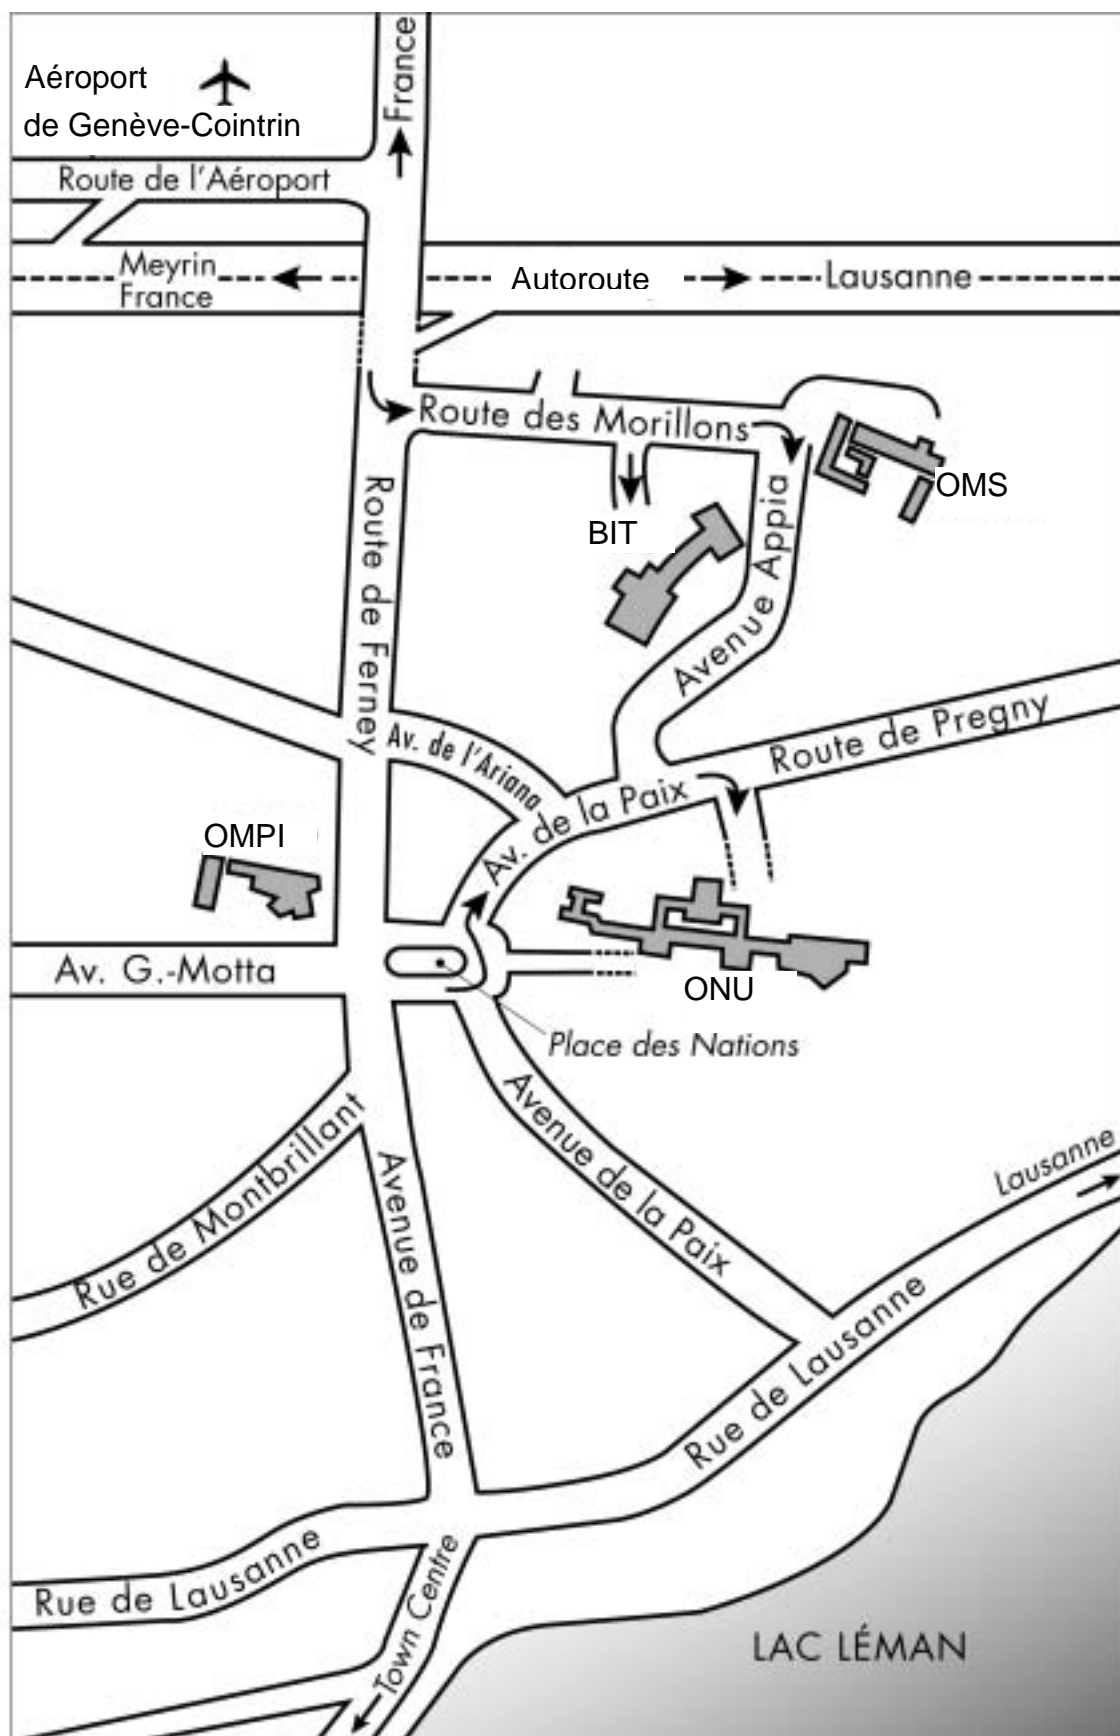 France
Aéroport
de Genève-Cointrin
Route de l'Aéroport
Meyrin
France
Autoroute
Lausanne
Route des Morillons
OMS
BIT
Avenue Appia
Route de Ferney
Av. de l'Ariana
Route de Pregny
Av. de la Paix
OMPI
Av. G.-Motta
ONU
Place des Nations
Avenue de la Paix
Rue de Montbrillant
Avenue de France
Lausanne
Rue de Lausanne
Rue de Lausanne
Town Centre
LAC LÉMAN